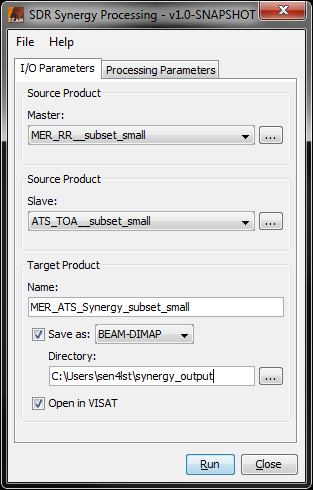 BEAM
SDR Synergy Processing - v1.0-SNAPSHOT
File Help
I/O Parameters Processing Parameters
Source Product
Master:
MER_RR__subset_small
...
Source Product
Slave:
ATS_TOA__subset_small
...
Target Product
Name:
MER_ATS_Synergy_subset_small
Save as: BEAM-DIMAP
Directory:
C:\Users\sen4lst\synergy_output
...
Open in VISAT
Run Close